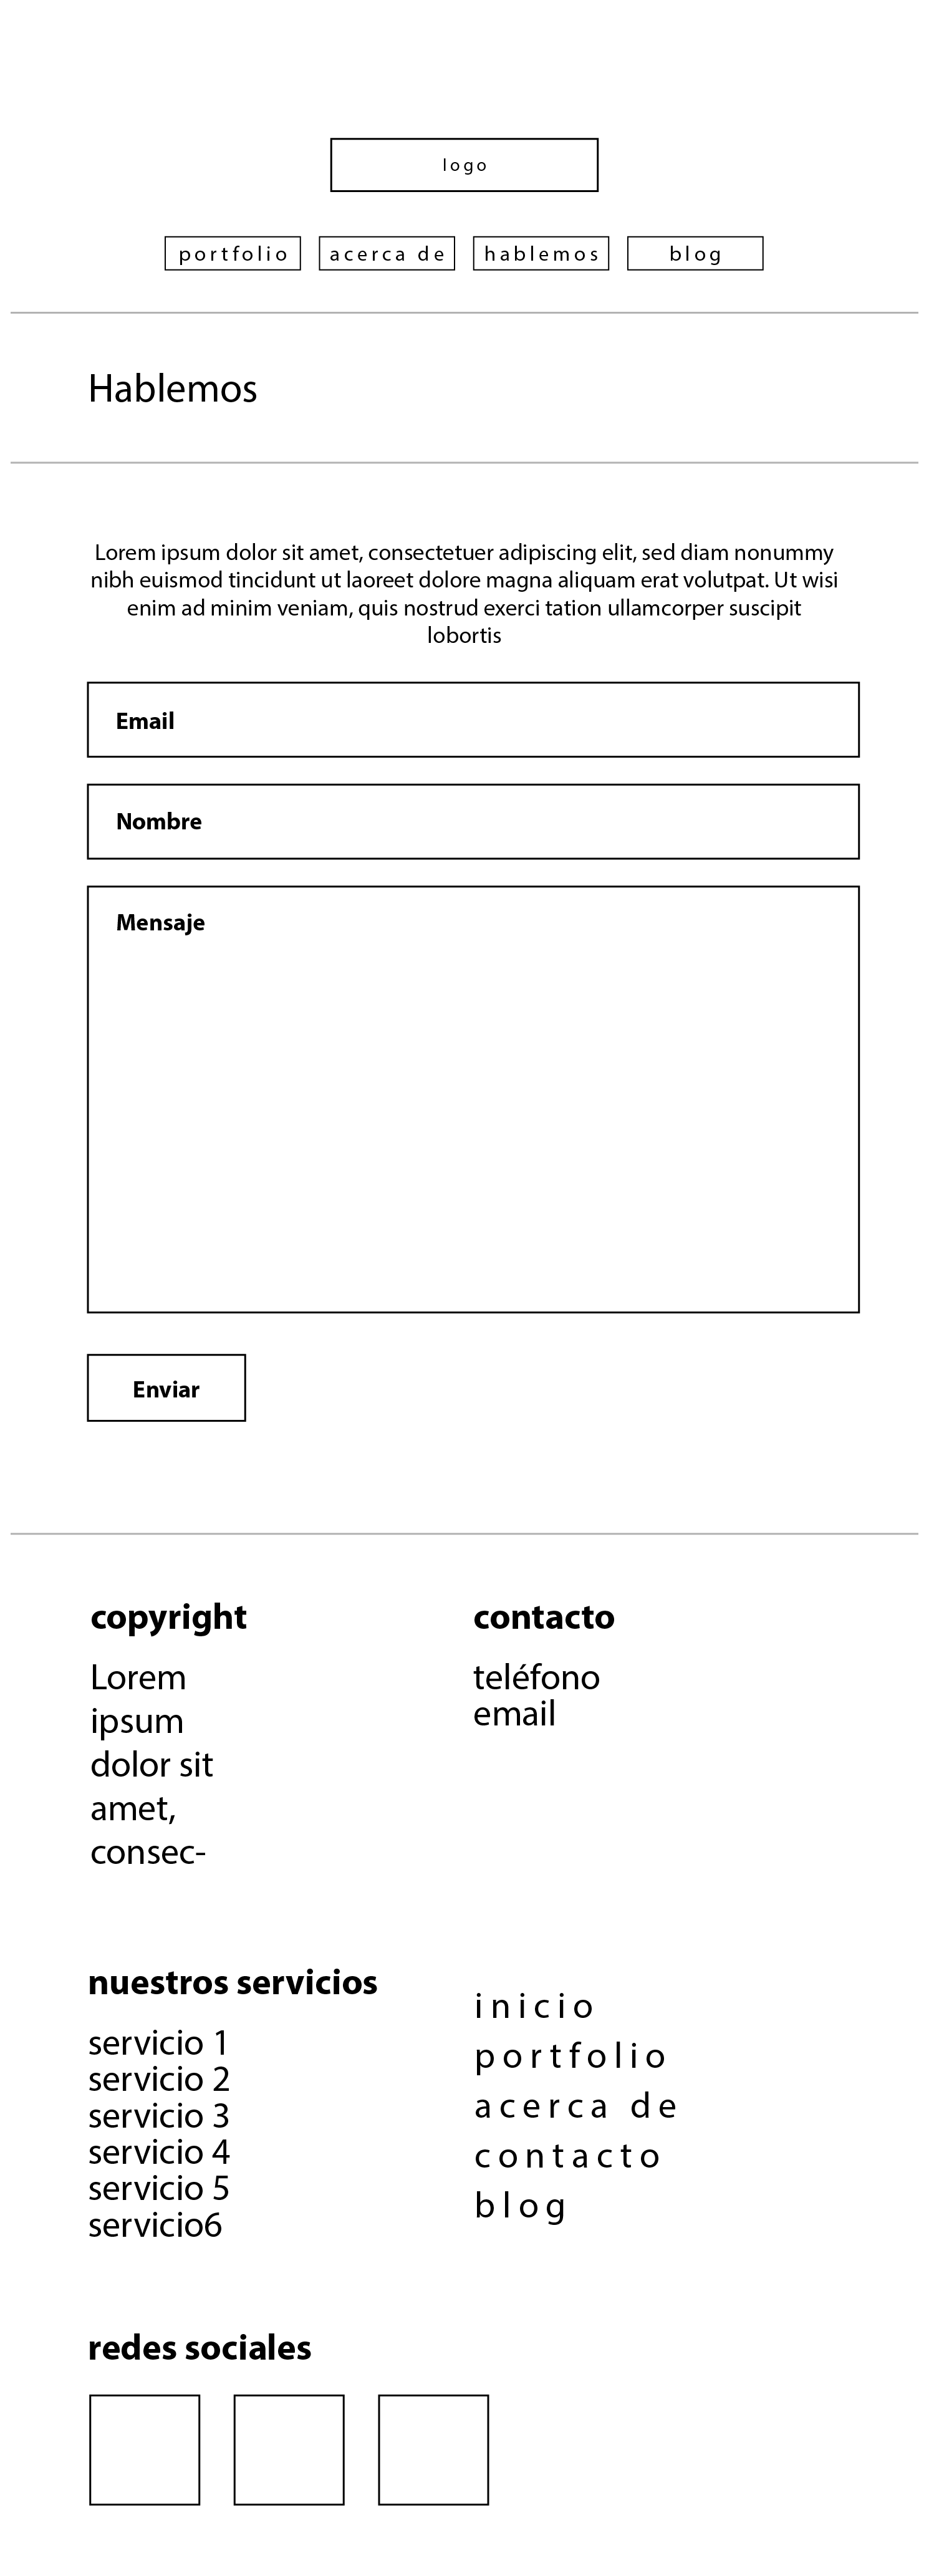 logo
portfolio
acerca de
hablemos
blog
Hablemos
Lorem ipsum dolor sit amet, consectetuer adipiscing elit, sed diam nonummy
nibh euismod tincidunt ut laoreet dolore magna aliquam erat volutpat. Ut wisi
enim ad minim veniam, quis nostrud exerci tation ullamcorper suscipit
lobortis
Email
Nombre
Mensaje
Enviar
copyright
Lorem
ipsum
dolor sit
amet,
consec-
contacto
teléfono
email
nuestros servicios
servicio 1
servicio 2
servicio 3
servicio 4
servicio 5
servicio6
inicio
portfolio
acerca de
contacto
blog
redes sociales